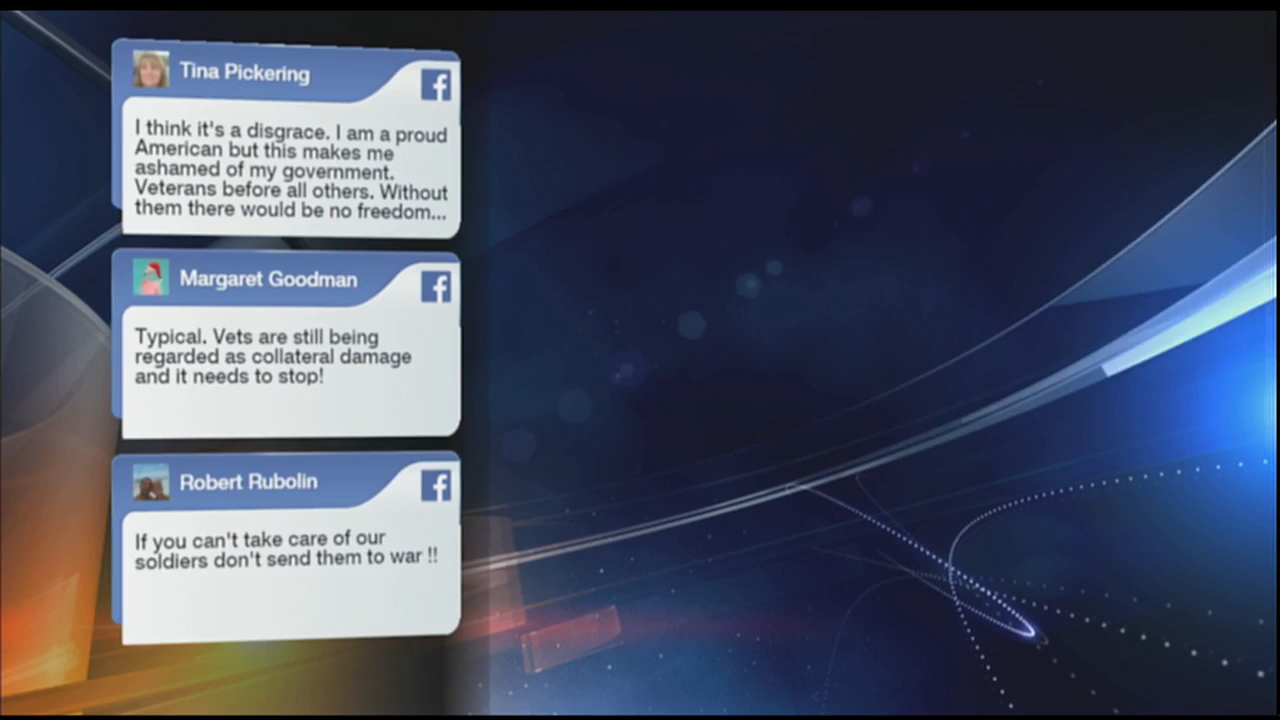 Tina Pickering
I think it's a disgrace. I am a proud
American but this makes me
ashamed of my government.
Veterans before all others. Without
them there would be no freedom...
Margaret Goodman
Typical. Vets are still being
regarded as collateral damage
and it needs to stop!
Robert Rubolin
If you can't take care of our
soldiers don't send them to war !!